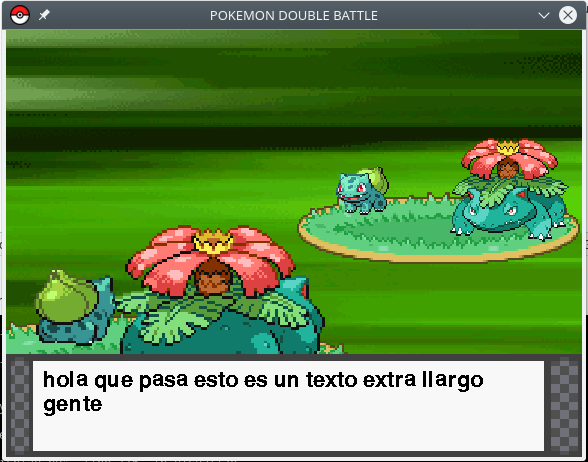 POKEMON DOUBLE BATTLE
hola que pasa esto es un texto extra llargo
gente